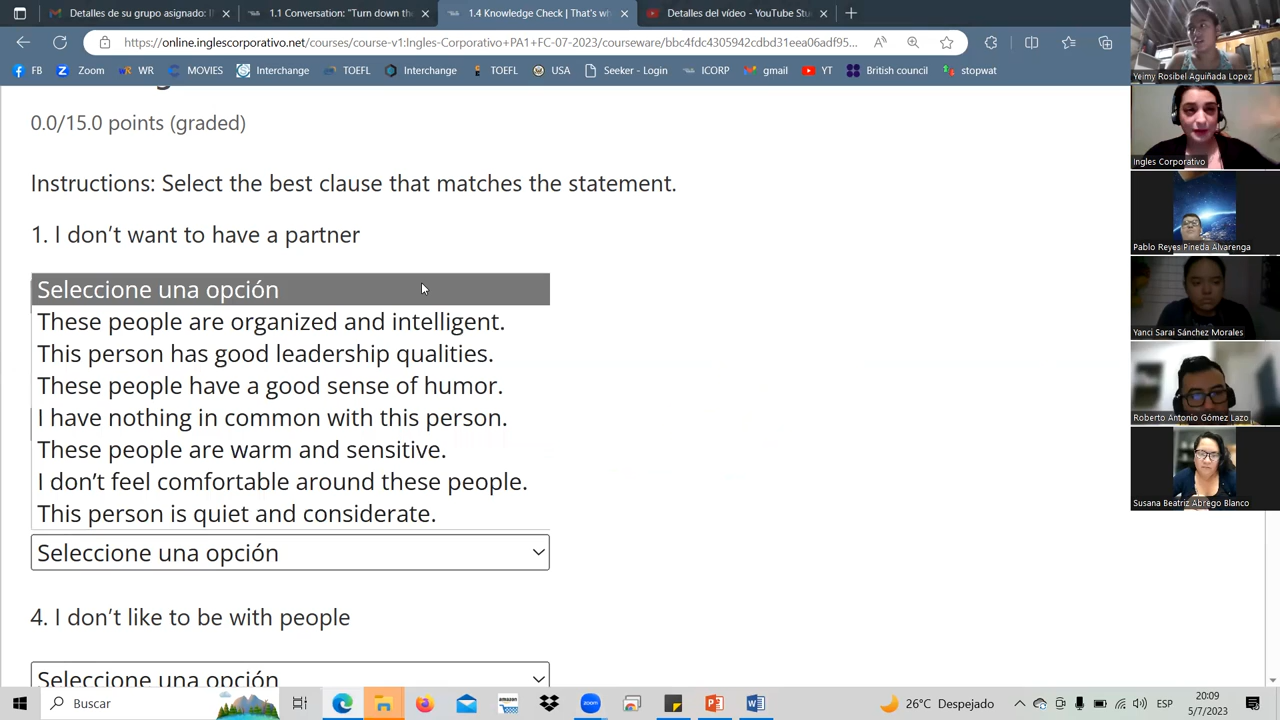 Detalles de su grupo asignado: I
1.1 Conversation: "Turn down the
1.4 Knowledge Check | That's wh
Detalles del vídeo - YouTube Stu
https://online.inglescorporativo.net/courses/course-v1:Ingles-Corporativo+PA1+FC-07-2023/courseware/bbc4fdc4305942cdbd31eea06adf95...
FB
Zoom
WR
MOVIES
Interchange
TOEFL
Interchange
TOEFL
USA
Seeker - Login
ICORP
gmail
YT
British council
stopwat
0.0/15.0 points (graded)
Instructions: Select the best clause that matches the statement.
1. I don't want to have a partner
Seleccione una opción
These people are organized and intelligent.
This person has good leadership qualities.
These people have a good sense of humor.
I have nothing in common with this person.
These people are warm and sensitive.
I don't feel comfortable around these people.
This person is quiet and considerate.
Seleccione una opción
4. I don't like to be with people
Seleccione una opción
Yeimy Rosibel Aguiñada Lopez
Ingles Corporativo
Pablo Reyes Pineda Alvarenga
Yanci Sarai Sánchez Morales
Roberto Antonio Gómez Lazo
Susana Beatriz Abrego Blanco
Buscar
26°C Despejado
ESP
20:09
5/7/2023